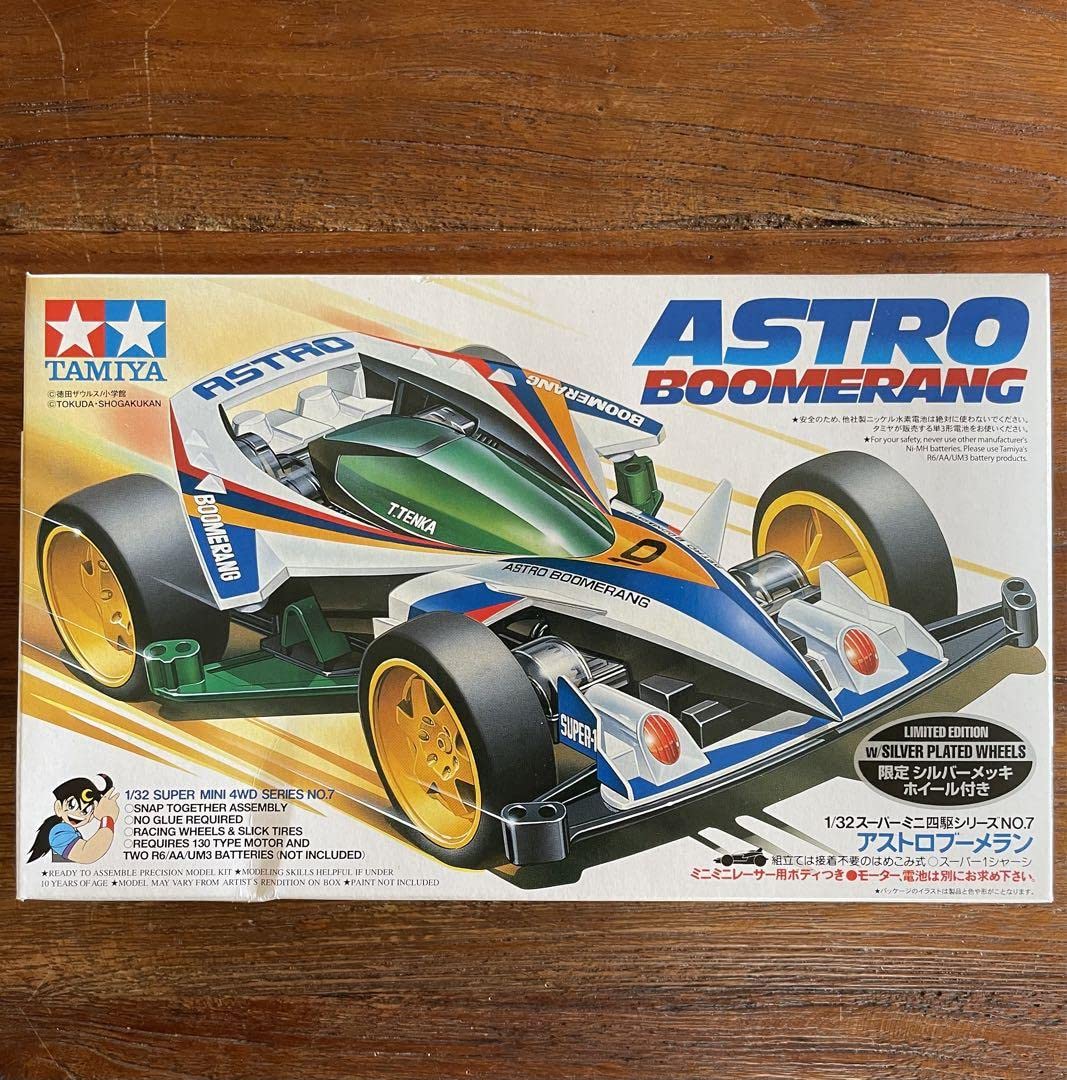 TAMIYA
©徳田ザウルス/小学館
©TOKUDA・SHOGAKUKAN
ASTRO
BOOMERANG
★安全のため、他社製ニッケル水素電池は絶対に使わないでください。
タミヤが販売する単3形電池をお使いください。
★For your safety, never use other manufacturer's
Ni-MH batteries. Please use Tamiya's
R6/AA/UM3 battery products.
ASTRO
BOOMERANG
BOOMERANG
T.TENKA
D
ASTRO BOOMERANG
SUPER-1
LIMITED EDITION
W/SILVER PLATED WHEELS
限定 シルバーメッキ
ホイール付き
1/32 SUPER MINI 4WD SERIES NO.7
○SNAP TOGETHER ASSEMBLY
○NO GLUE REQUIRED
○RACING WHEELS & SLICK TIRES
○REQUIRES 130 TYPE MOTOR AND
TWO R6/AA/UM3 BATTERIES (NOT INCLUDED)
★READY TO ASSEMBLE PRECISION MODEL KIT ★MODELING SKILLS HELPFUL IF UNDER
10 YEARS OF AGE ★MODEL MAY VARY FROM ARTIST'S RENDITION ON BOX ★PAINT NOT INCLUDED
1/32スーパーミニ四駆シリーズNO.7
アストロブーメラン
組立ては接着不要のはめこみ式○スーパー1シャーシ
ミニミニレーサー用ボディつき●モーター、電池は別にお求め下さい。
★パッケージのイラストは製品と色や形がことなります。